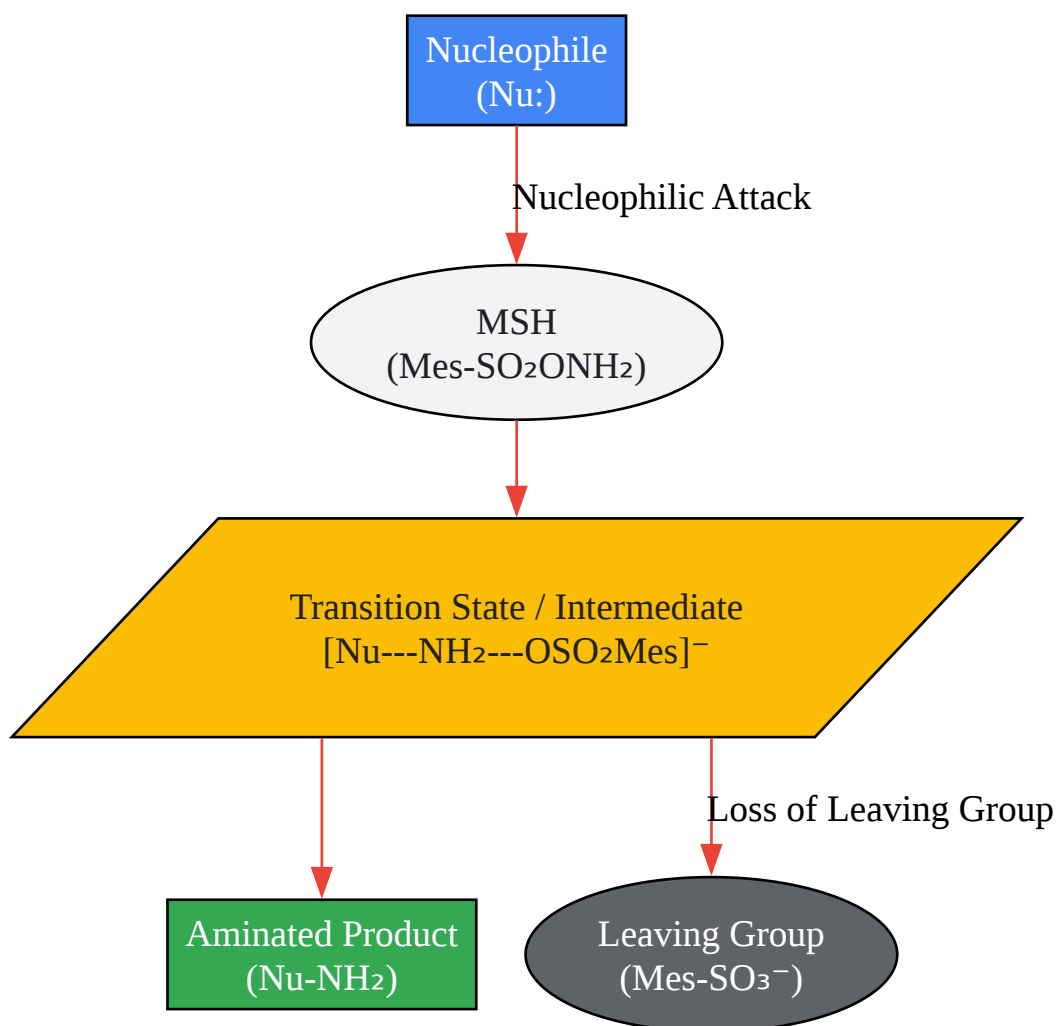 Nucleophile
(Nu:)
Nucleophilic Attack
MSH
(Mes-SO₂ONH₂)
Transition State / Intermediate
[Nu---NH₂---OSO₂Mes]⁻
Loss of Leaving Group
Aminated Product
(Nu-NH₂)
Leaving Group
(Mes-SO₃⁻)